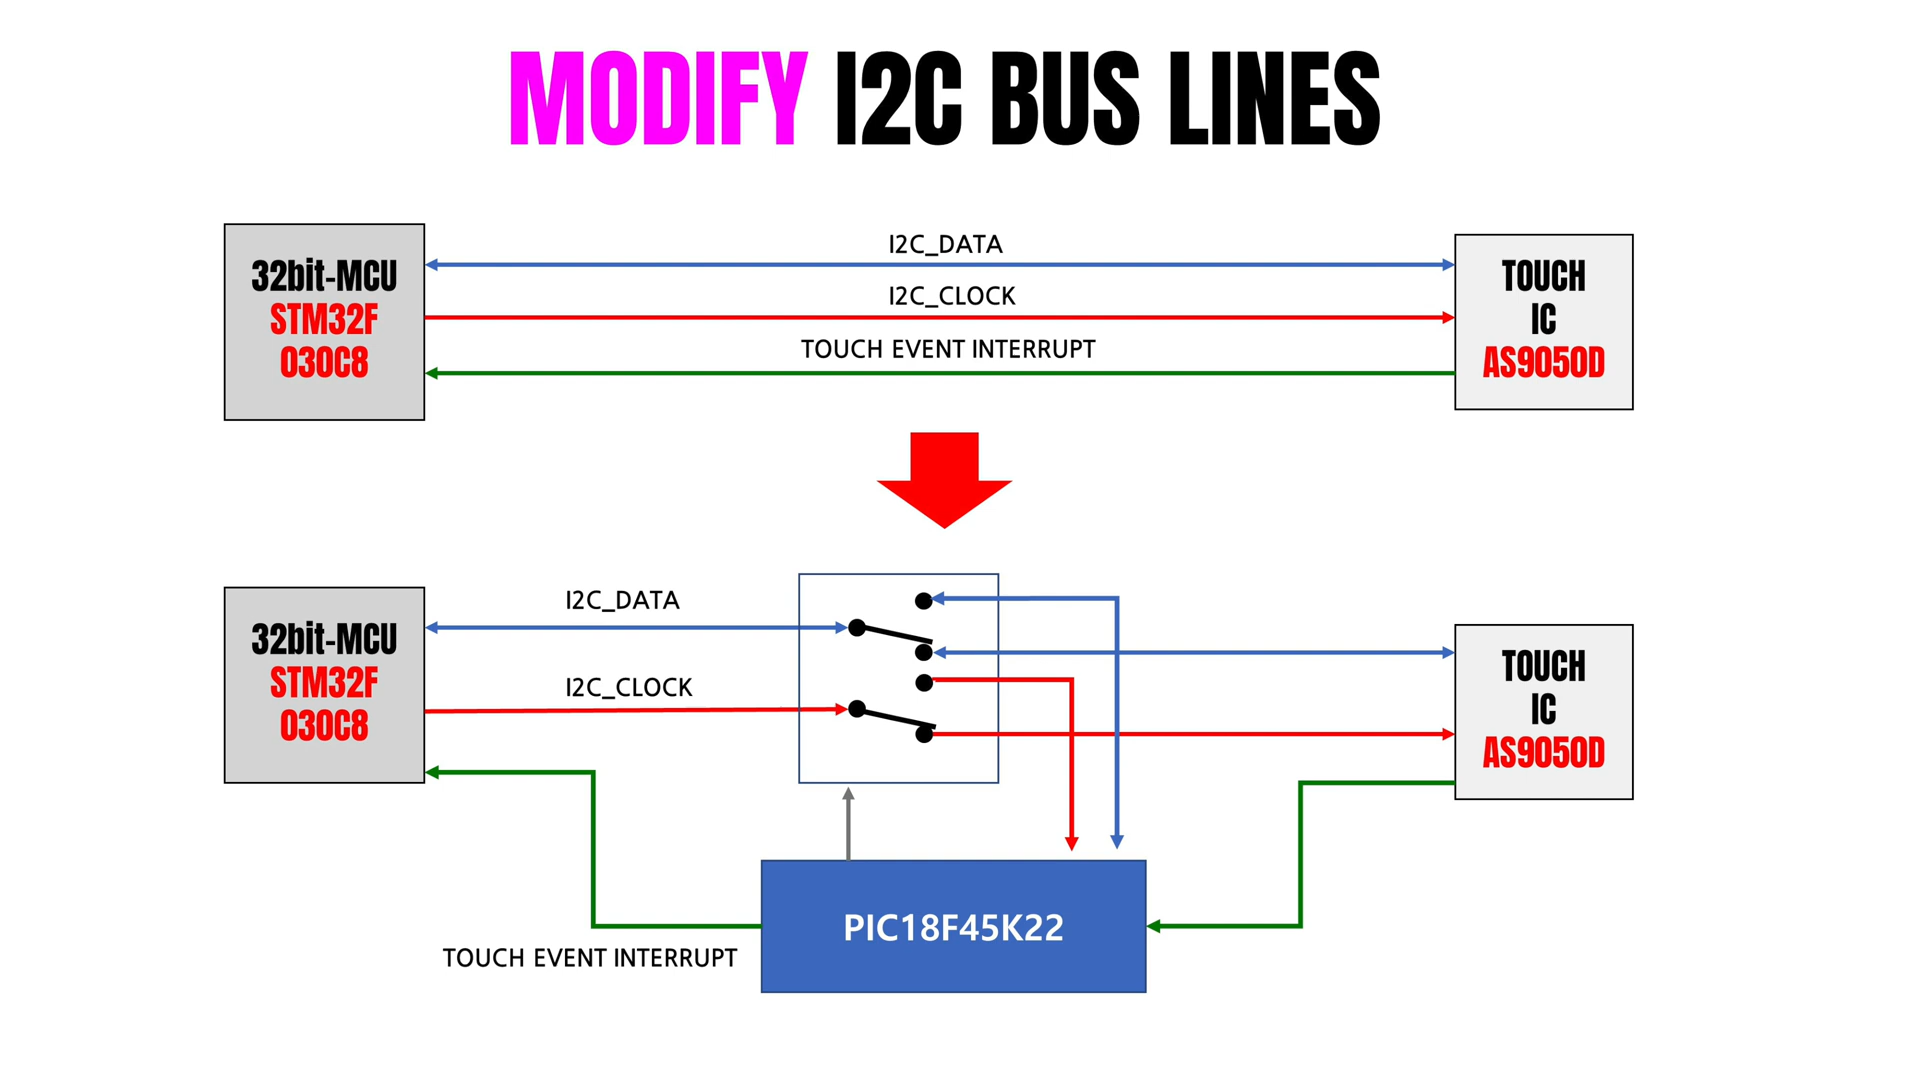 MODIFY I2C BUS LINES
32bit-MCU
STM32F
030C8
I2C_DATA
I2C_CLOCK
TOUCH EVENT INTERRUPT
TOUCH
IC
AS9050D
32bit-MCU
STM32F
030C8
I2C_DATA
I2C_CLOCK
TOUCH
IC
AS9050D
TOUCH EVENT INTERRUPT
PIC18F45K22